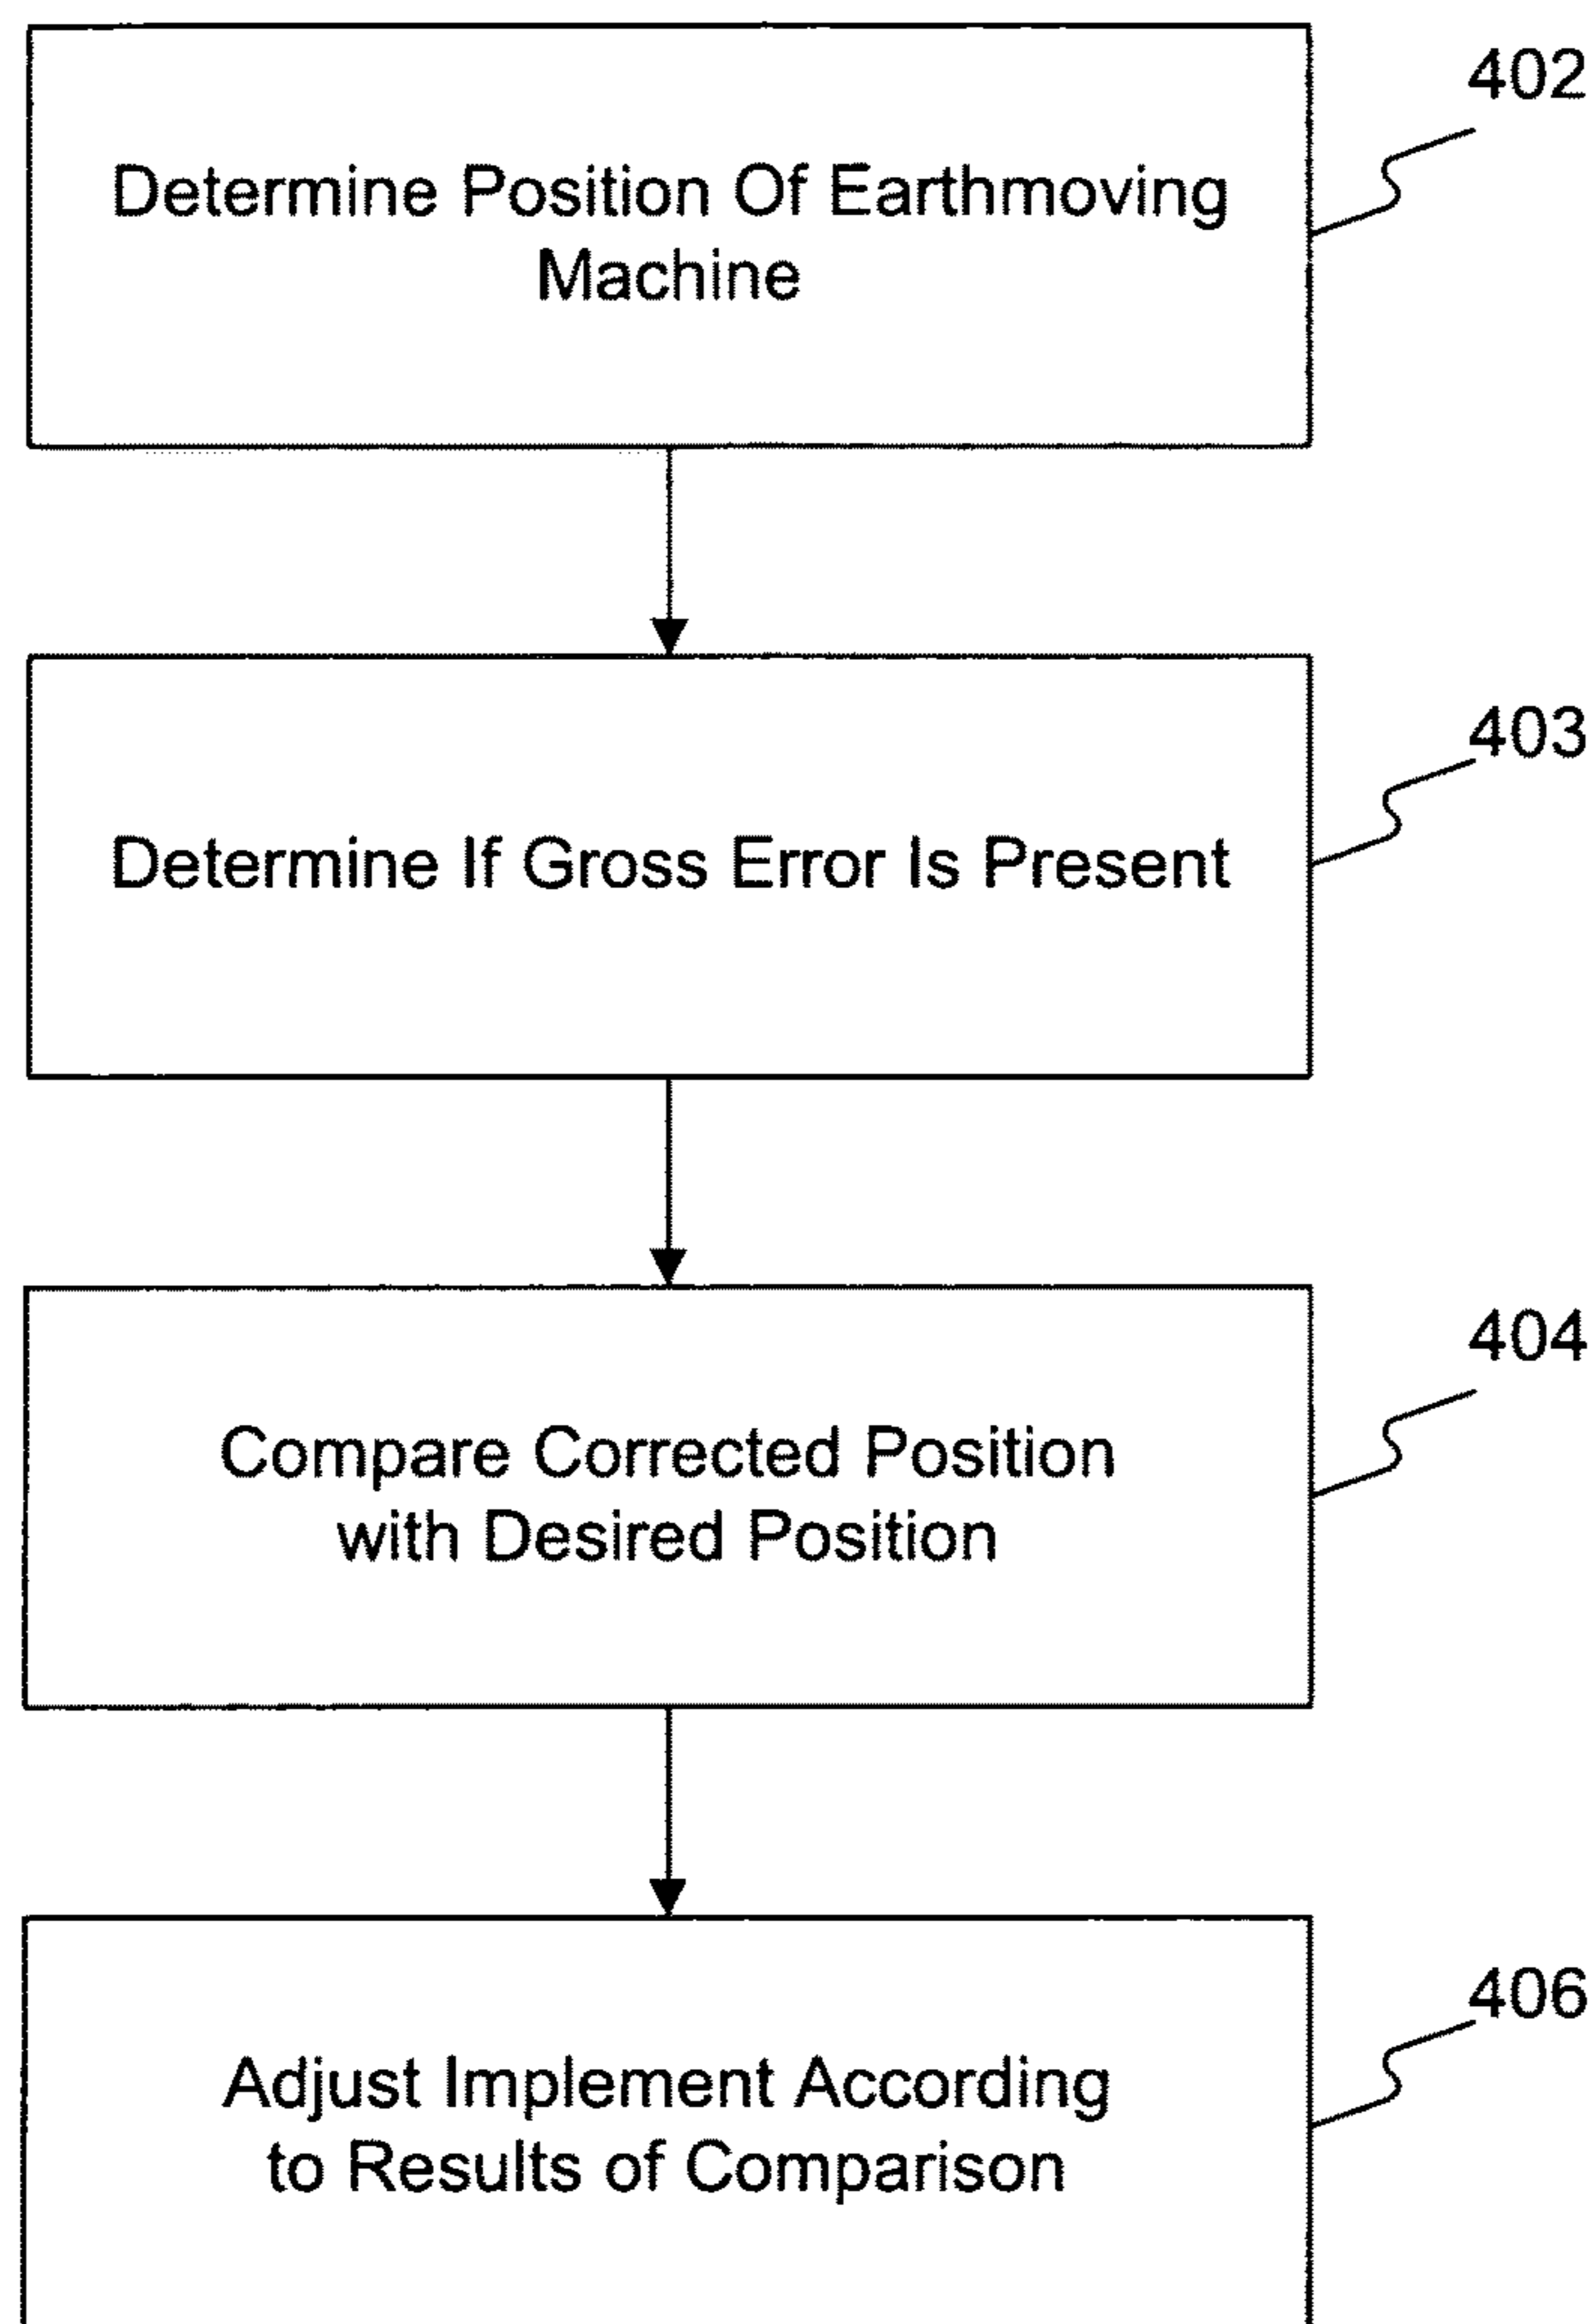 402
Determine Position Of Earthmoving
Machine
403
Determine If Gross Error Is Present
404
Compare Corrected Position
with Desired Position
406
Adjust Implement According
to Results of Comparison